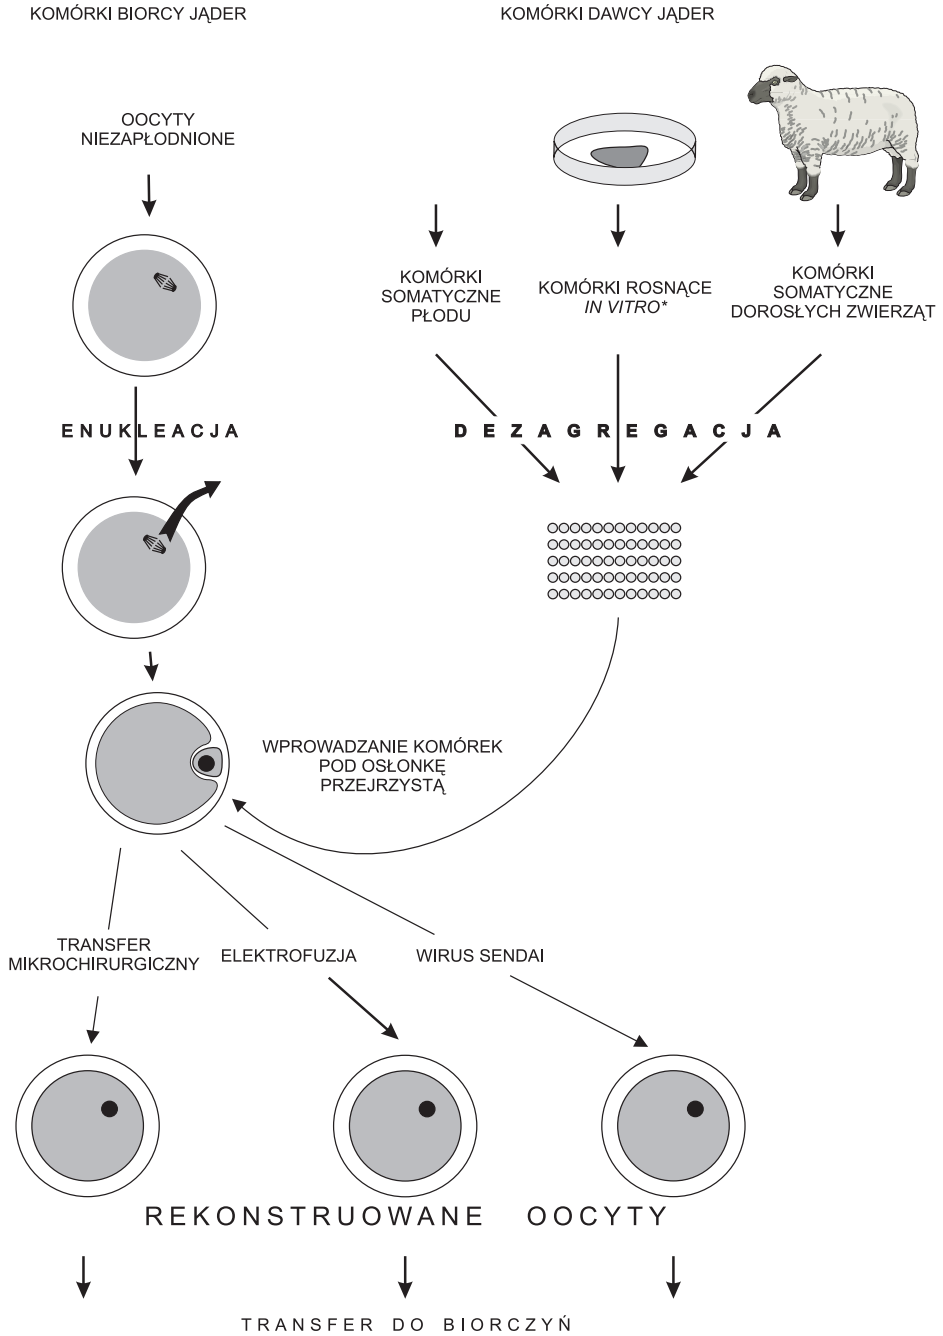 KOMÓRKI BIORCY JĄDER
KOMÓRKI DAWCY JĄDER
OOCYTY
NIEZAPŁODNIONE
KOMÓRKI
SOMATYCZNE
PŁODU
KOMÓRKI ROSNĄCE
IN VITRO*
KOMÓRKI
SOMATYCZNE
DOROSŁYCH ZWIERZĄT
ENUKLEACJA
DEZAGREGACJA
WPROWADZANIE KOMÓREK
POD OSŁONKĘ
PRZEJRZYSTĄ
TRANSFER
MIKROCHIRURGICZNY
ELEKTROFUZJA
WIRUS SENDAI
REKONSTRUOWANE OOCYTY
TRANSFER DO BIORCZYŃ